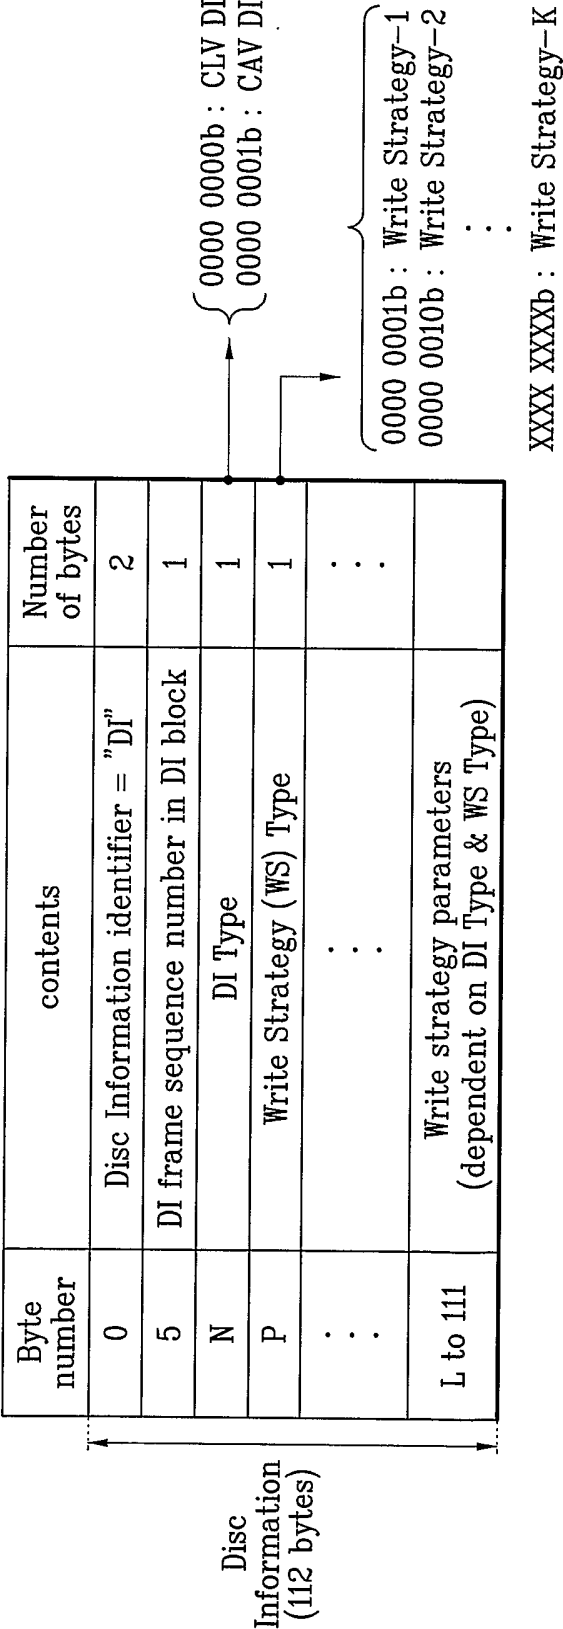 Disc
Information
(112 bytes)
Byte
number
contents
Number
of bytes
0
Disc Information identifier = "DI"
2
5
DI frame sequence number in DI block
1
N
DI Type
1
P
Write Strategy (WS) Type
1
. . .
. . .
. . .
L to 111
Write strategy parameters
(dependent on DI Type & WS Type)
0000 0000b : CLV DI
0000 0001b : CAV DI
0000 0001b : Write Strategy-1
0000 0010b : Write Strategy-2
. . .
XXXX XXXXb : Write Strategy-K